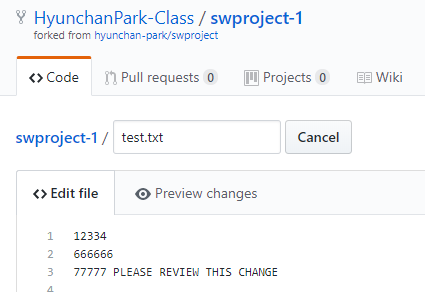 HyunchanPark-Class / swproject-1
forked from hyunchan-park/swproject
<> Code Pull requests 0 Projects 0 Wiki
swproject-1 / test.txt Cancel
<> Edit file Preview changes
1 12334
2 666666
3 77777 PLEASE REVIEW THIS CHANGE
4